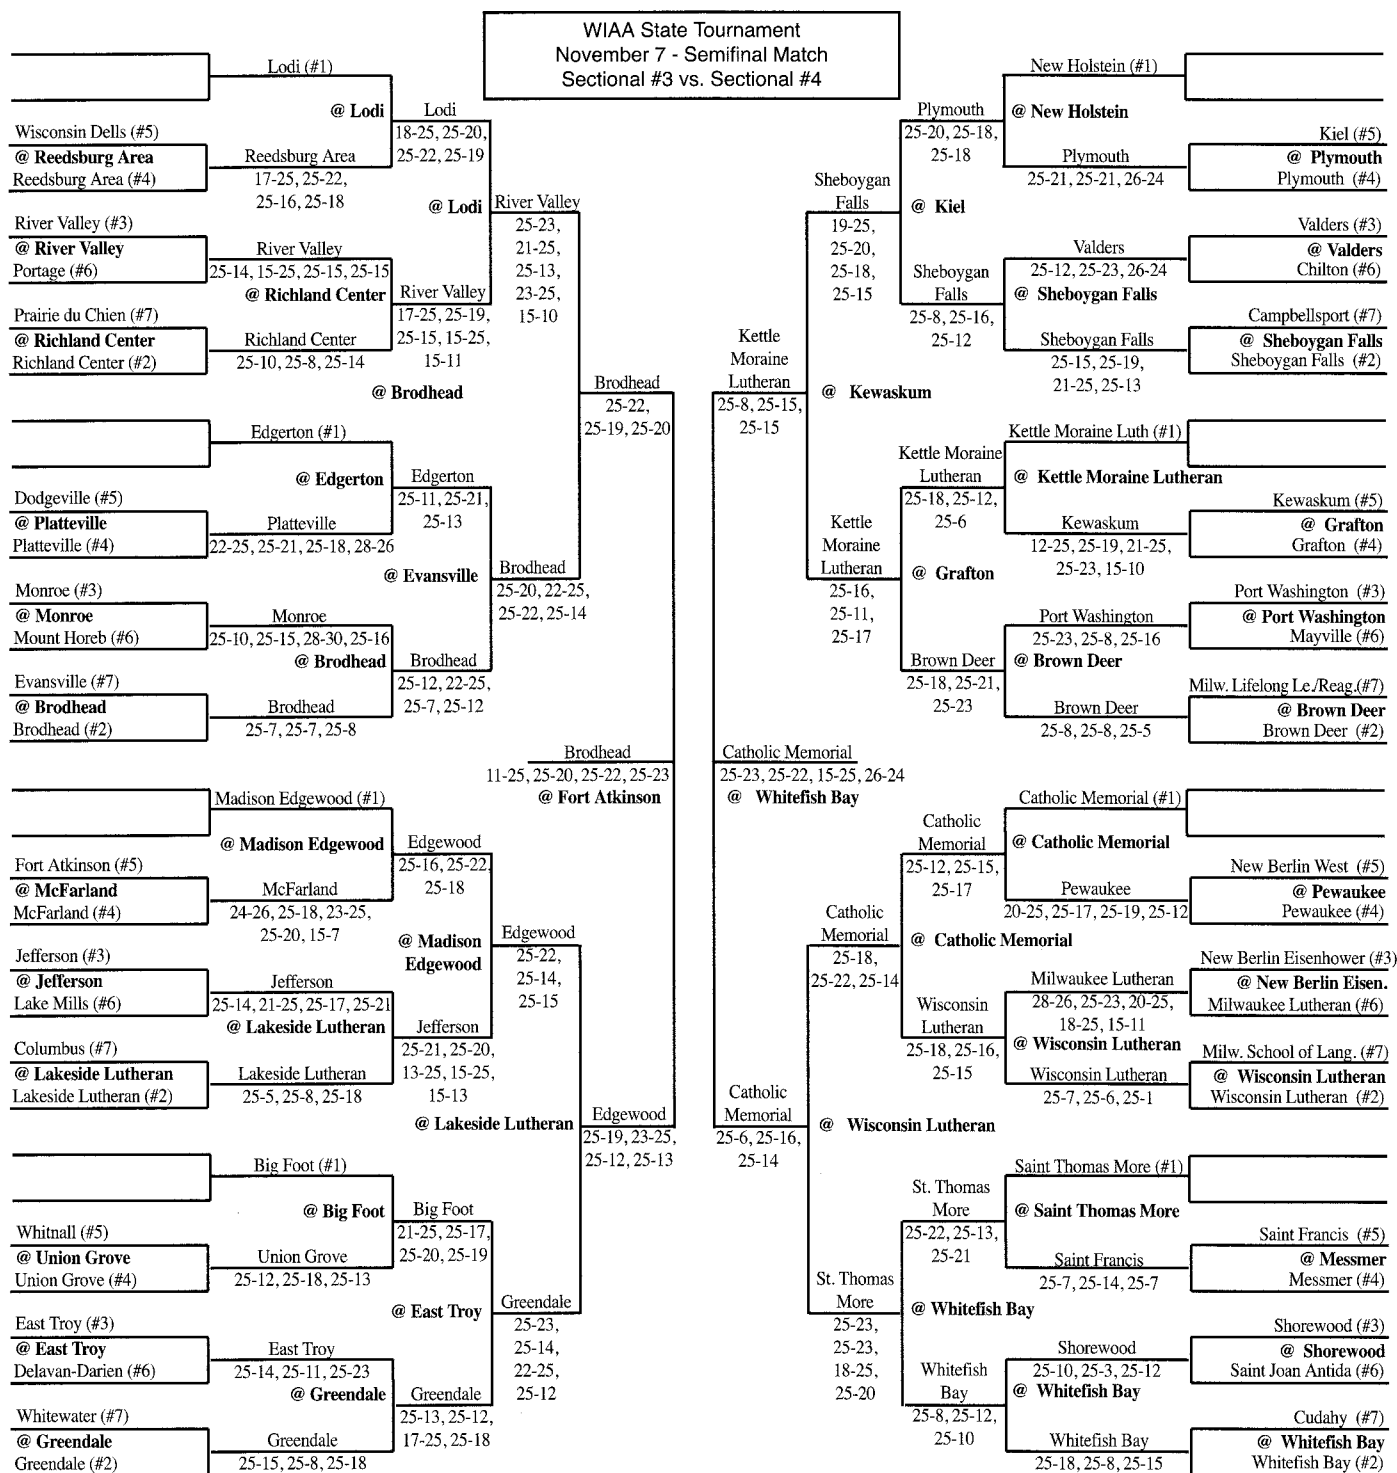 WIAA State Tournament
November 7 - Semifinal Match
Sectional #3 vs. Sectional #4
Lodi (#1)
@ Lodi
Wisconsin Dells (#5)
@ Reedsburg Area
Reedsburg Area (#4)
Reedsburg Area
17-25, 25-22,
25-16, 25-18
Lodi
18-25, 25-20,
25-22, 25-19
@ Lodi
River Valley (#3)
@ River Valley
Portage (#6)
River Valley
25-14, 15-25, 25-15, 25-15
@ Richland Center
Prairie du Chien (#7)
@ Richland Center
Richland Center (#2)
Richland Center
25-10, 25-8, 25-14
River Valley
17-25, 25-19,
25-15, 15-25,
15-11
River Valley
25-23,
21-25,
25-13,
23-25,
15-10
@ Brodhead
Edgerton (#1)
@ Edgerton
Dodgeville (#5)
@ Platteville
Platteville (#4)
Platteville
22-25, 25-21, 25-18, 28-26
Edgerton
25-11, 25-21,
25-13
@ Evansville
Monroe (#3)
@ Monroe
Mount Horeb (#6)
Monroe
25-10, 25-15, 28-30, 25-16
@ Brodhead
Evansville (#7)
@ Brodhead
Brodhead (#2)
Brodhead
25-7, 25-7, 25-8
Brodhead
25-12, 22-25,
25-7, 25-12
Brodhead
25-20, 22-25,
25-22, 25-14
Brodhead
25-22,
25-19, 25-20
Brodhead
11-25, 25-20, 25-22, 25-23
@ Fort Atkinson
Madison Edgewood (#1)
@ Madison Edgewood
Fort Atkinson (#5)
@ McFarland
McFarland (#4)
McFarland
24-26, 25-18, 23-25,
25-20, 15-7
Edgewood
25-16, 25-22,
25-18
@ Madison
Edgewood
Jefferson (#3)
@ Jefferson
Lake Mills (#6)
Jefferson
25-14, 21-25, 25-17, 25-21
@ Lakeside Lutheran
Columbus (#7)
@ Lakeside Lutheran
Lakeside Lutheran (#2)
Lakeside Lutheran
25-5, 25-8, 25-18
Jefferson
25-21, 25-20,
13-25, 15-25,
15-13
Edgewood
25-22,
25-14,
25-15
@ Lakeside Lutheran
Big Foot (#1)
@ Big Foot
Whitnall (#5)
@ Union Grove
Union Grove (#4)
Union Grove
25-12, 25-18, 25-13
Big Foot
21-25, 25-17,
25-20, 25-19
@ East Troy
East Troy (#3)
@ East Troy
Delavan-Darien (#6)
East Troy
25-14, 25-11, 25-23
@ Greendale
Whitewater (#7)
@ Greendale
Greendale (#2)
Greendale
25-15, 25-8, 25-18
Greendale
25-13, 25-12,
17-25, 25-18
Greendale
25-23,
25-14,
22-25,
25-12
Edgewood
25-19, 23-25,
25-12, 25-13
New Holstein (#1)
@ New Holstein
Kiel (#5)
@ Plymouth
Plymouth (#4)
Plymouth
25-21, 25-21, 26-24
Plymouth
25-20, 25-18,
25-18
@ Kiel
Valders (#3)
@ Valders
Chilton (#6)
Valders
25-12, 25-23, 26-24
@ Sheboygan Falls
Campbellsport (#7)
@ Sheboygan Falls
Sheboygan Falls (#2)
Sheboygan Falls
25-15, 25-19,
21-25, 25-13
Sheboygan
Falls
25-8, 25-16,
25-12
Sheboygan
Falls
19-25,
25-20,
25-18,
25-15
@ Kewaskum
Kettle Moraine Luth (#1)
@ Kettle Moraine Lutheran
Kewaskum (#5)
@ Grafton
Grafton (#4)
Kewaskum
12-25, 25-19, 21-25,
25-23, 15-10
Kettle Moraine
Lutheran
25-18, 25-12,
25-6
@ Grafton
Port Washington (#3)
@ Port Washington
Mayville (#6)
Port Washington
25-23, 25-8, 25-16
@ Brown Deer
Milw. Lifelong Le./Reag.(#7)
@ Brown Deer
Brown Deer (#2)
Brown Deer
25-8, 25-8, 25-5
Brown Deer
25-18, 25-21,
25-23
Kettle
Moraine
Lutheran
25-16,
25-11,
25-17
Kettle
Moraine
Lutheran
25-8, 25-15,
25-15
Catholic Memorial
25-23, 25-22, 15-25, 26-24
@ Whitefish Bay
Catholic Memorial (#1)
@ Catholic Memorial
New Berlin West (#5)
@ Pewaukee
Pewaukee (#4)
Pewaukee
20-25, 25-17, 25-19, 25-12
Catholic
Memorial
25-12, 25-15,
25-17
@ Catholic Memorial
New Berlin Eisenhower (#3)
@ New Berlin Eisen.
Milwaukee Lutheran (#6)
Milwaukee Lutheran
28-26, 25-23, 20-25,
18-25, 15-11
@ Wisconsin Lutheran
Milw. School of Lang. (#7)
@ Wisconsin Lutheran
Wisconsin Lutheran (#2)
Wisconsin Lutheran
25-7, 25-6, 25-1
Wisconsin
Lutheran
25-18, 25-16,
25-15
Catholic
Memorial
25-18,
25-22, 25-14
@ Wisconsin Lutheran
Saint Thomas More (#1)
@ Saint Thomas More
Saint Francis (#5)
@ Messmer
Messmer (#4)
Saint Francis
25-7, 25-14, 25-7
St. Thomas
More
25-22, 25-13,
25-21
@ Whitefish Bay
Shorewood (#3)
@ Shorewood
Saint Joan Antida (#6)
Shorewood
25-10, 25-3, 25-12
@ Whitefish Bay
Cudahy (#7)
@ Whitefish Bay
Whitefish Bay (#2)
Whitefish Bay
25-18, 25-8, 25-15
Whitefish
Bay
25-8, 25-12,
25-10
St. Thomas
More
25-23,
25-23,
18-25,
25-20
Catholic
Memorial
25-6, 25-16,
25-14